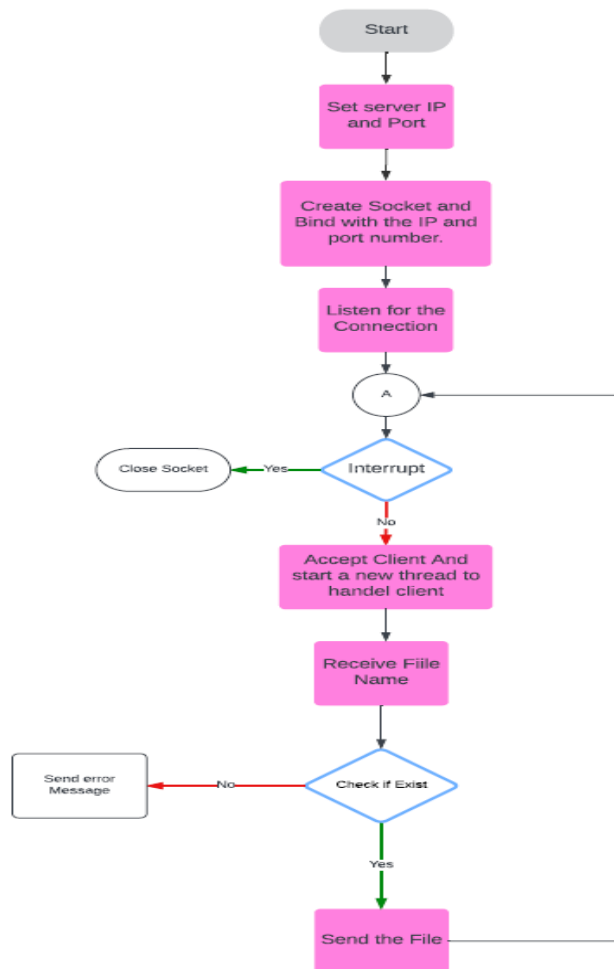 Start
Set server IP
and Port
Create Socket and
Bind with the IP and
port number.
Listen for the
Connection
A
Interrupt
Yes
Close Socket
No
Accept Client And
start a new thread to
handel client
Receive Fiile
Name
Check if Exist
No
Send error
Message
Yes
Send the File